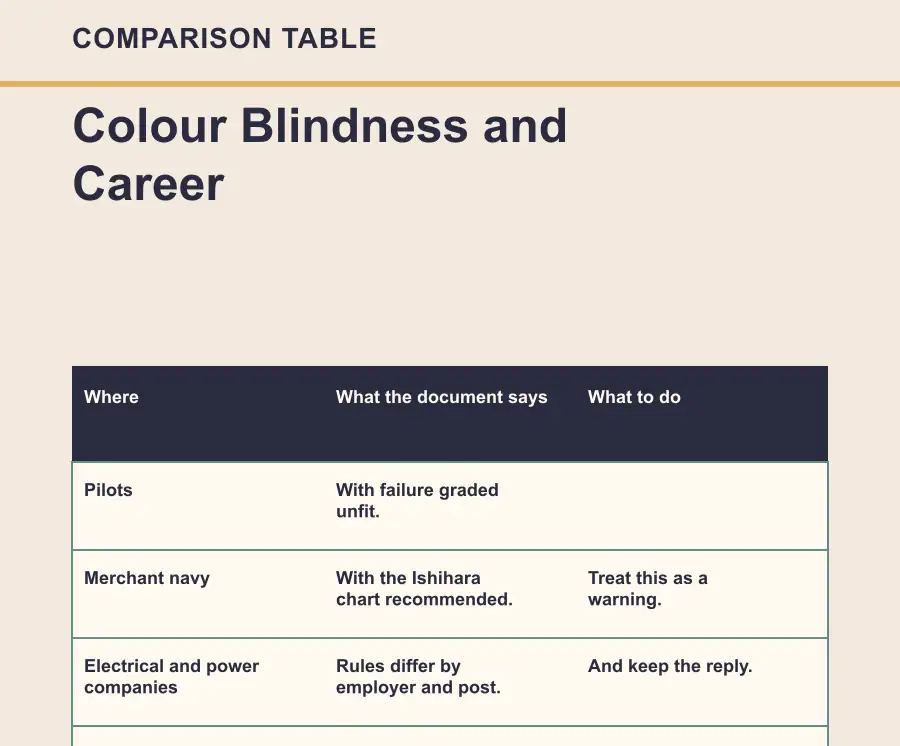 COMPARISON TABLE
Colour Blindness and
Career
Where
What the document says
What to do
Pilots
With failure graded
unfit.
Merchant navy
With the Ishihara
chart recommended.
Treat this as a
warning.
Electrical and power
companies
Rules differ by
employer and post.
And keep the reply.